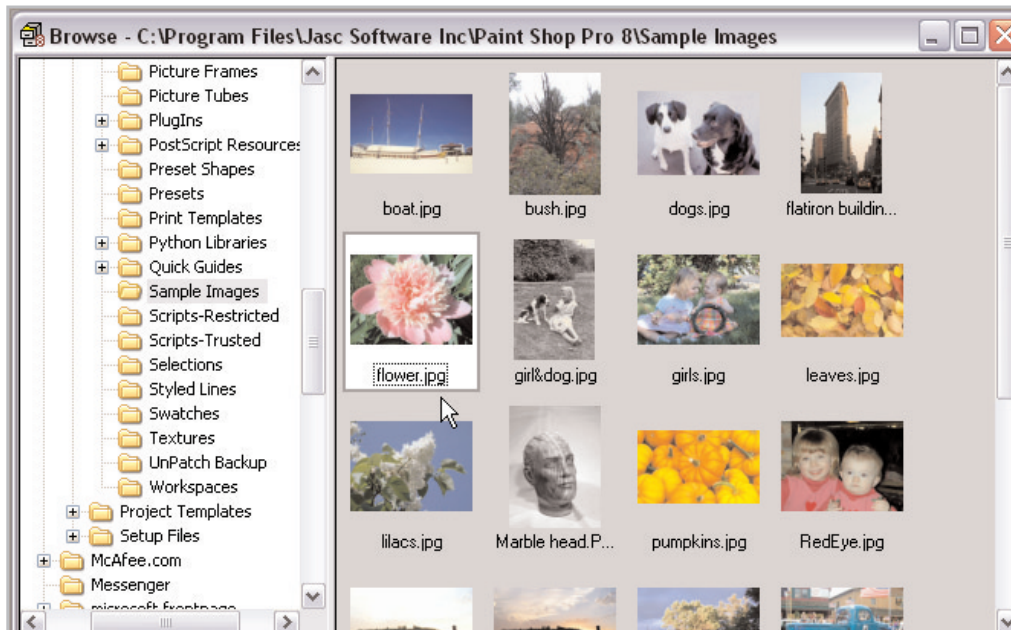 Browse - C:\Program Files\Jasc Software Inc\Paint Shop Pro 8\Sample Images
Picture Frames
Picture Tubes
PlugIns
PostScript Resources
Preset Shapes
Presets
Print Templates
Python Libraries
Quick Guides
Sample Images
Scripts-Restricted
Scripts-Trusted
Selections
Styled Lines
Swatches
Textures
UnPatch Backup
Workspaces
Project Templates
Setup Files
McAfee.com
Messenger
microsoft frontpage
boat.jpg
bush.jpg
dogs.jpg
flatiron buildin...
flower.jpg
girl&dog.jpg
girls.jpg
leaves.jpg
lilacs.jpg
Marble head.P...
pumpkins.jpg
RedEye.jpg